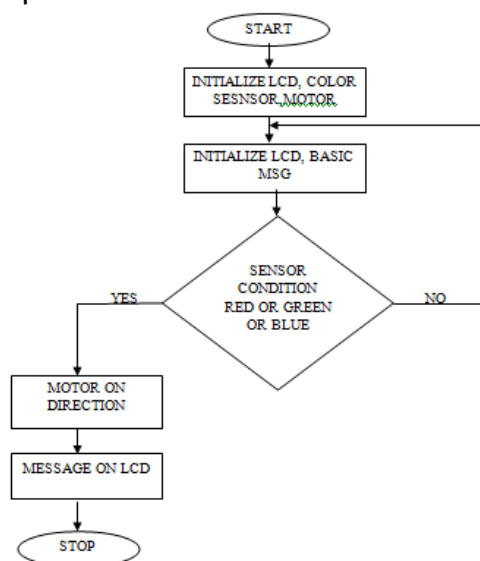 START
INITIALIZE LCD, COLOR
SESNSOR,MOTOR
INITIALIZE LCD, BASIC
MSG
SENSOR
CONDITION
RED OR GREEN
OR BLUE
YES
NO
MOTOR ON
DIRECTION
MESSAGE ON LCD
STOP